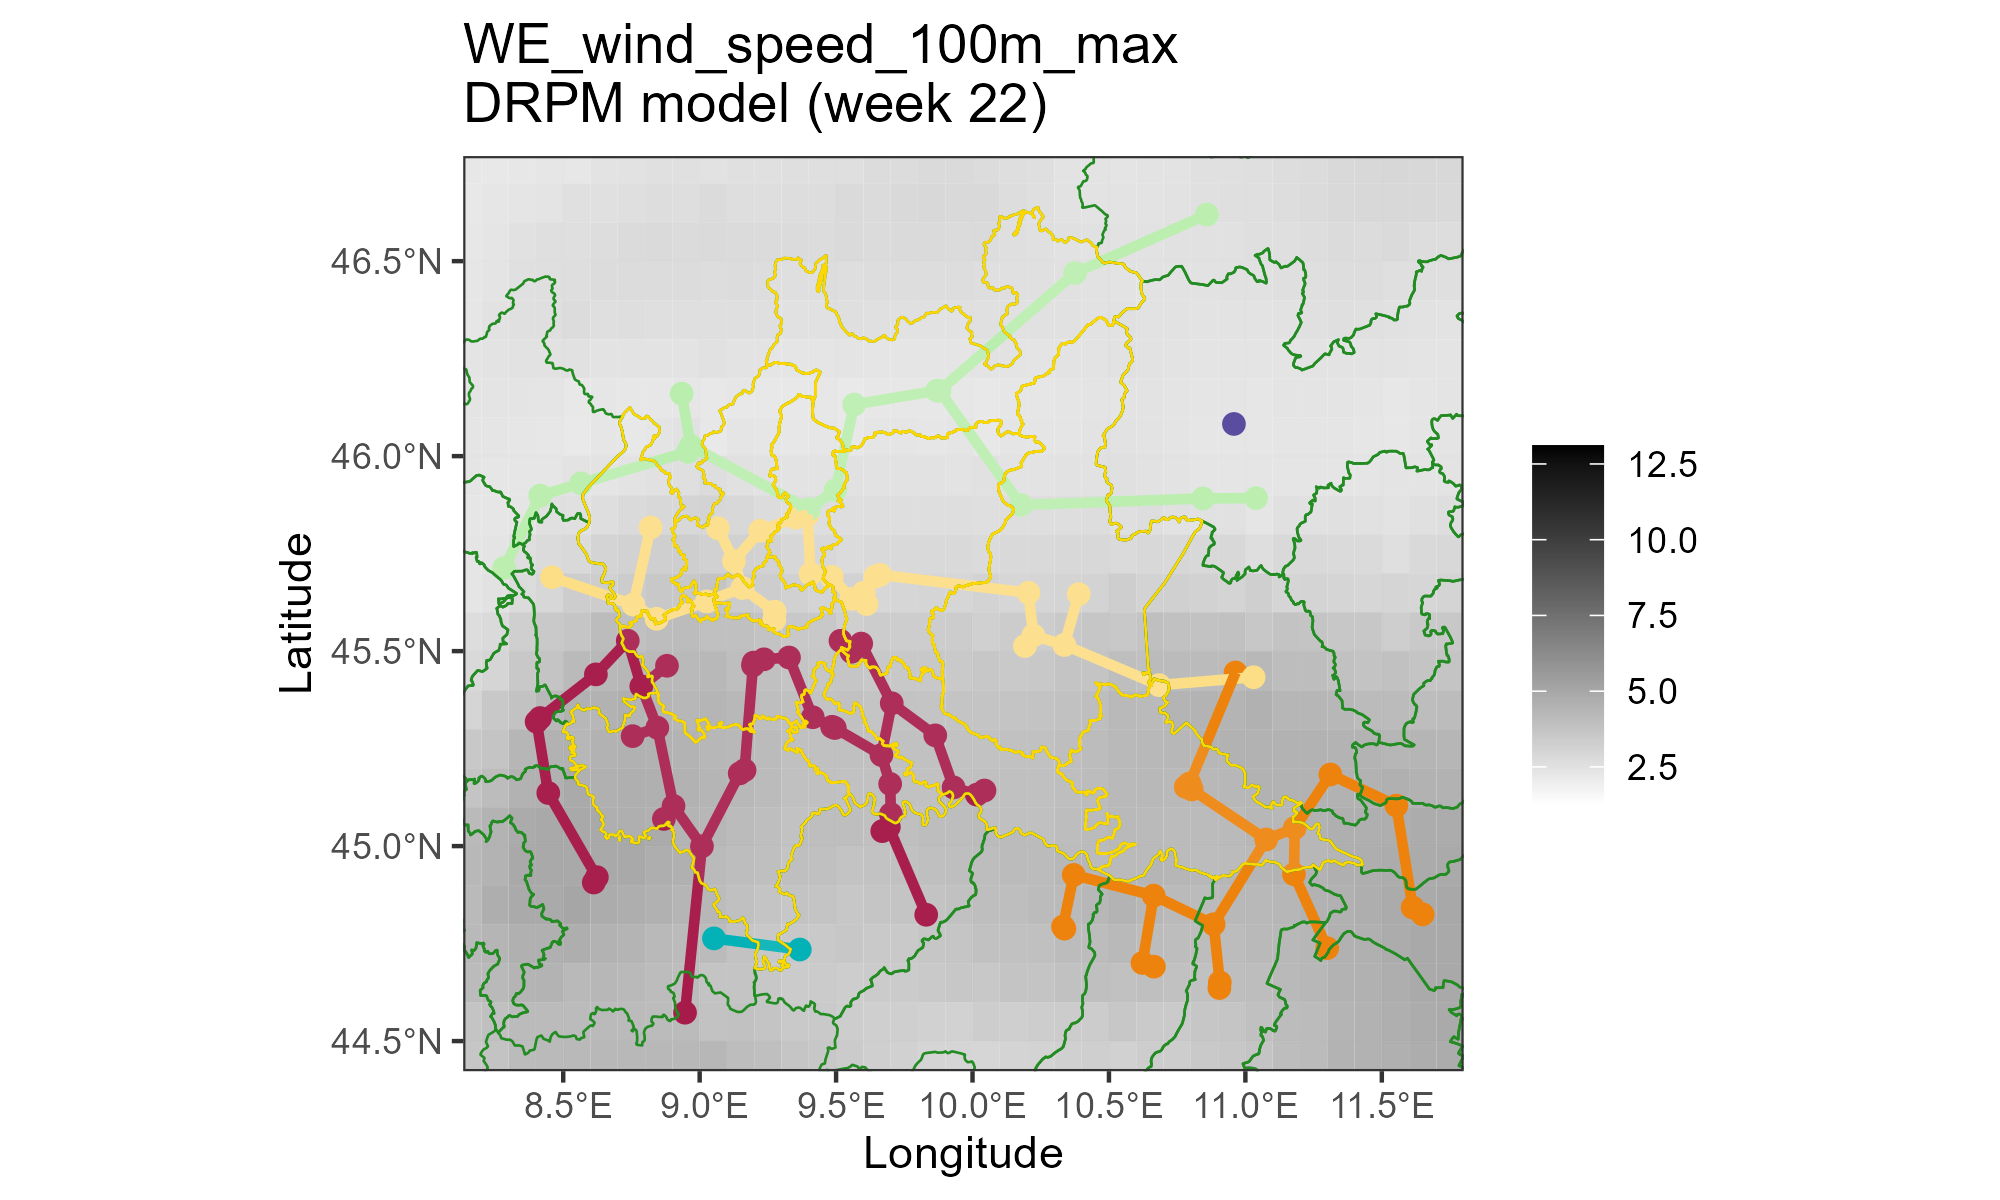 WE_wind_speed_100m_max
DRPM model (week 22)
46.5°N
46.0°N
45.5°N
45.0°N
44.5°N
Latitude
8.5°E 9.0°E 9.5°E 10.0°E 10.5°E 11.0°E 11.5°E
Longitude
12.5
10.0
7.5
5.0
2.5